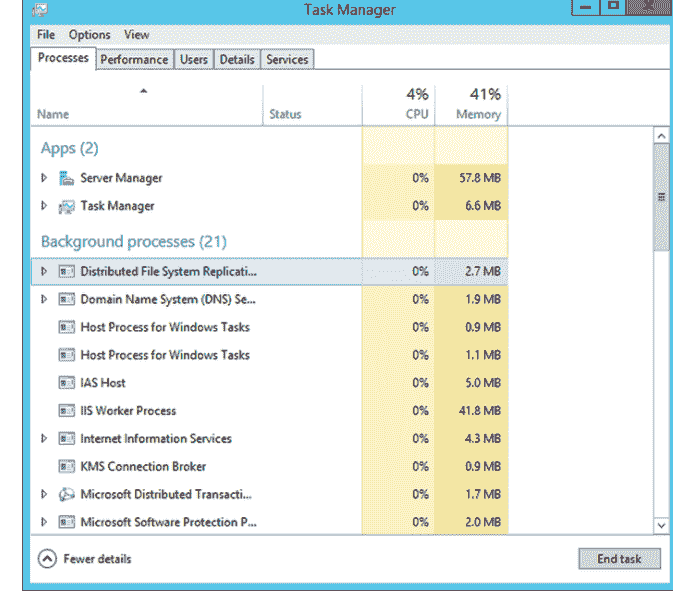 Task Manager
File Options View
Processes Performance Users Details Services
4% 41%
Name Status CPU Memory
Apps (2)
Server Manager 0% 57.8 MB
Task Manager 0% 6.6 MB
Background processes (21)
Distributed File System Replicati... 0% 2.7 MB
Domain Name System (DNS) Se... 0% 1.9 MB
Host Process for Windows Tasks 0% 0.9 MB
Host Process for Windows Tasks 0% 1.1 MB
IAS Host 0% 5.0 MB
IIS Worker Process 0% 41.8 MB
Internet Information Services 0% 4.3 MB
KMS Connection Broker 0% 0.9 MB
Microsoft Distributed Transacti... 0% 1.7 MB
Microsoft Software Protection P... 0% 2.0 MB
Fewer details End task